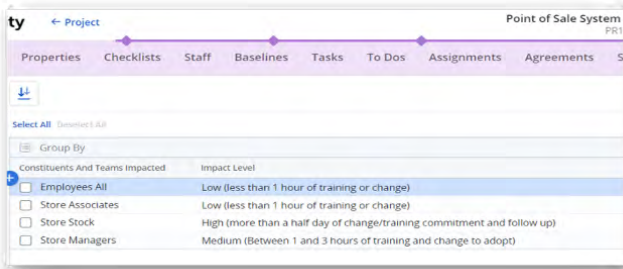 ty ← Project Point of Sale System
PR1
Properties Checklists Staff Baselines Tasks To Dos Assignments Agreements S
Select All Deselect All
Group By
Constituents And Teams Impacted Impact Level
Employees All Low (less than 1 hour of training or change)
Store Associates Low (less than 1 hour of training or change)
Store Stock High (more than a half day of change/training commitment and follow up)
Store Managers Medium (Between 1 and 3 hours of training and change to adopt)